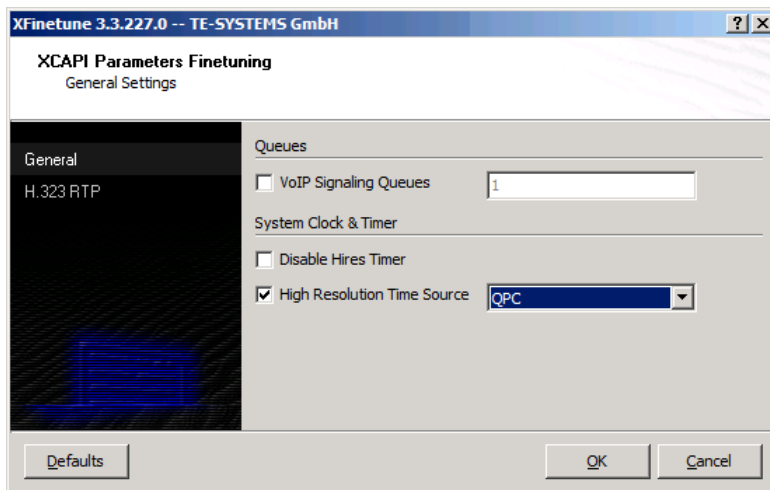 XFinetune 3.3.227.0 -- TE-SYSTEMS GmbH
XCAPI Parameters Finetuning
General Settings
General
H.323 RTP
Queues
VoIP Signaling Queues
1
System Clock & Timer
Disable Hires Timer
High Resolution Time Source
QPC
Defaults
OK
Cancel